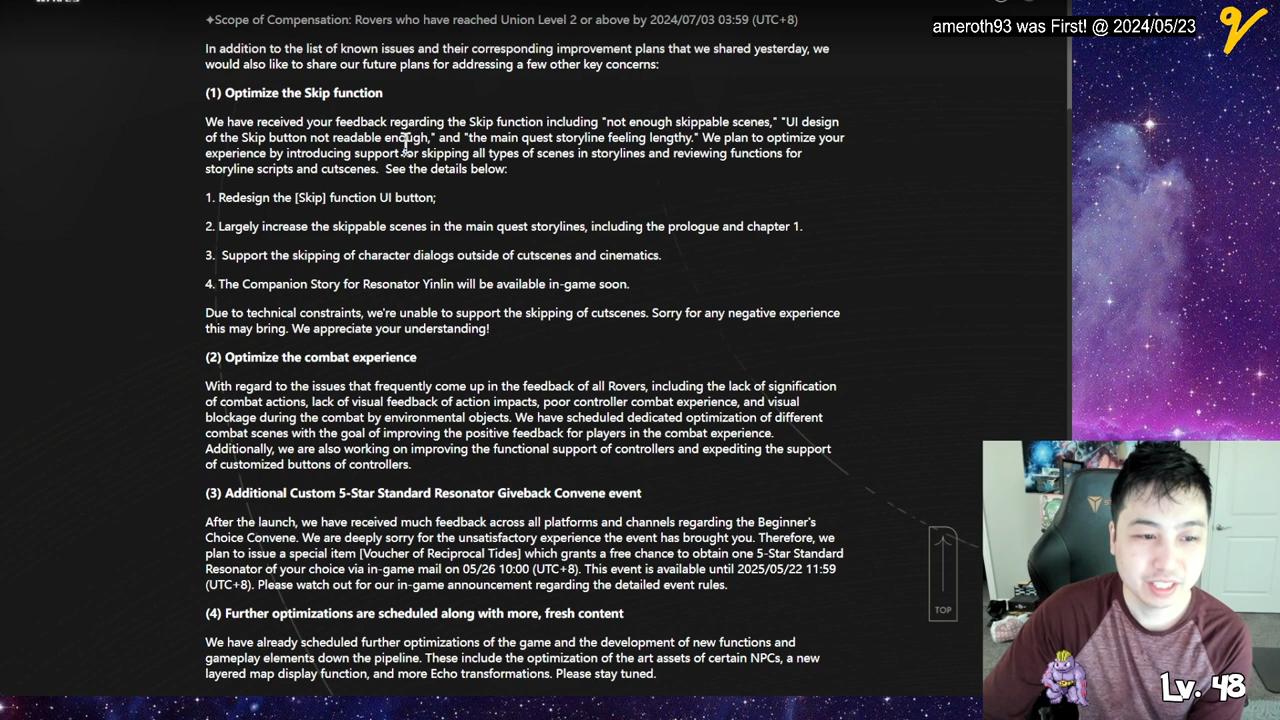 ✦Scope of Compensation: Rovers who have reached Union Level 2 or above by 2024/07/03 03:59 (UTC+8)
ameroth93 was First! @ 2024/05/23
In addition to the list of known issues and their corresponding improvement plans that we shared yesterday, we
would also like to share our future plans for addressing a few other key concerns:
(1) Optimize the Skip function
We have received your feedback regarding the Skip function including "not enough skippable scenes," "UI design
of the Skip button not readable enough," and "the main quest storyline feeling lengthy." We plan to optimize your
experience by introducing support for skipping all types of scenes in storylines and reviewing functions for
storyline scripts and cutscenes.  See the details below:
1. Redesign the [Skip] function UI button;
2. Largely increase the skippable scenes in the main quest storylines, including the prologue and chapter 1.
3.  Support the skipping of character dialogs outside of cutscenes and cinematics.
4. The Companion Story for Resonator Yinlin will be available in-game soon.
Due to technical constraints, we're unable to support the skipping of cutscenes. Sorry for any negative experience
this may bring. We appreciate your understanding!
(2) Optimize the combat experience
With regard to the issues that frequently come up in the feedback of all Rovers, including the lack of signification
of combat actions, lack of visual feedback of action impacts, poor controller combat experience, and visual
blockage during the combat by environmental objects. We have scheduled dedicated optimization of different
combat scenes with the goal of improving the positive feedback for players in the combat experience.
Additionally, we are also working on improving the functional support of controllers and expediting the support
of customized buttons of controllers.
(3) Additional Custom 5-Star Standard Resonator Giveback Convene event
After the launch, we have received much feedback across all platforms and channels regarding the Beginner's
Choice Convene. We are deeply sorry for the unsatisfactory experience the event has brought you. Therefore, we
plan to issue a special item [Voucher of Reciprocal Tides] which grants a free chance to obtain one 5-Star Standard
Resonator of your choice via in-game mail on 05/26 10:00 (UTC+8). This event is available until 2025/05/22 11:59
(UTC+8). Please watch out for our in-game announcement regarding the detailed event rules.
(4) Further optimizations are scheduled along with more, fresh content
We have already scheduled further optimizations of the game and the development of new functions and
gameplay elements down the pipeline. These include the optimization of the art assets of certain NPCs, a new
layered map display function, and more Echo transformations. Please stay tuned.
TOP
Lv. 48